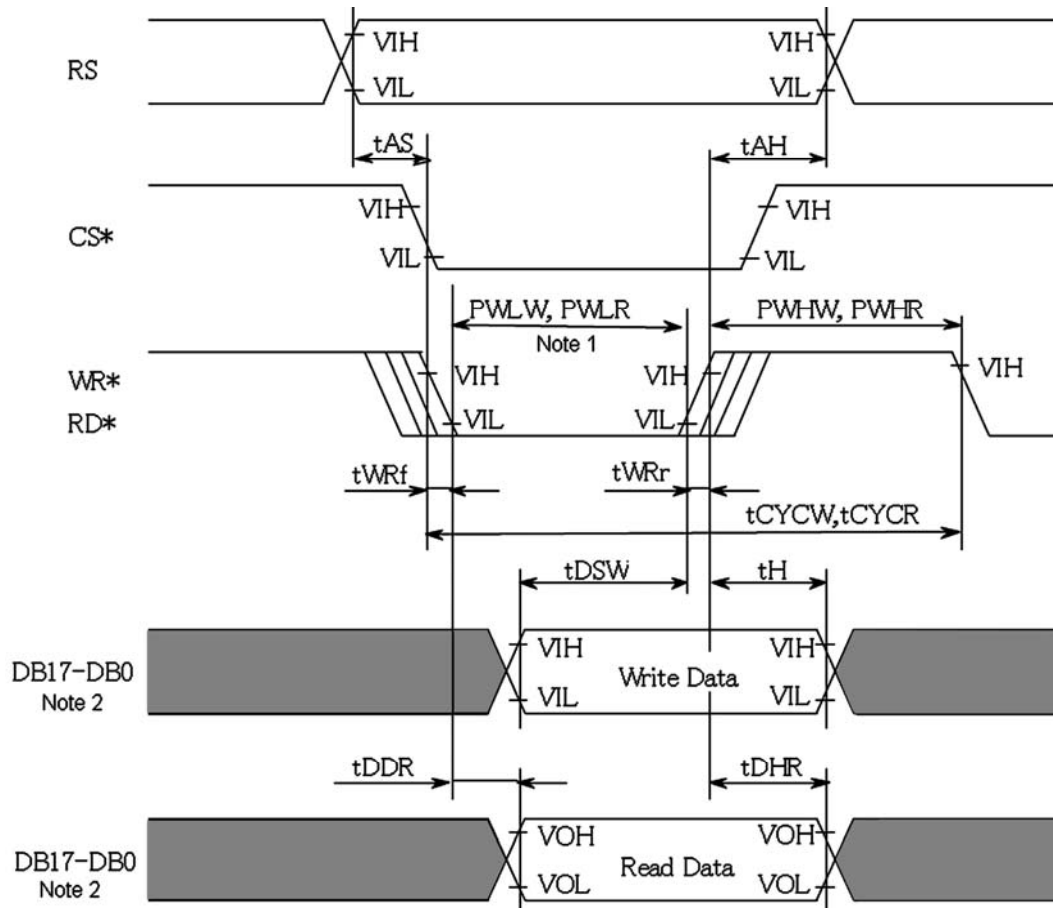 VIH VIH
RS
VIL VIL
tAS tAH
VIH VIH
CS*
VIL VIL
PWLW, PWLR PWHW, PWHR
Note 1
WR* VIH VIH VIH
RD* VIL VIL
tWRf tWRr
tCYCW,tCYCR
tDSW tH
VIH VIH
DB17-DB0 Write Data
Note 2 VIL VIL
tDDR tDHR
VOH VOH
DB17-DB0 Read Data
Note 2 VOL VOL